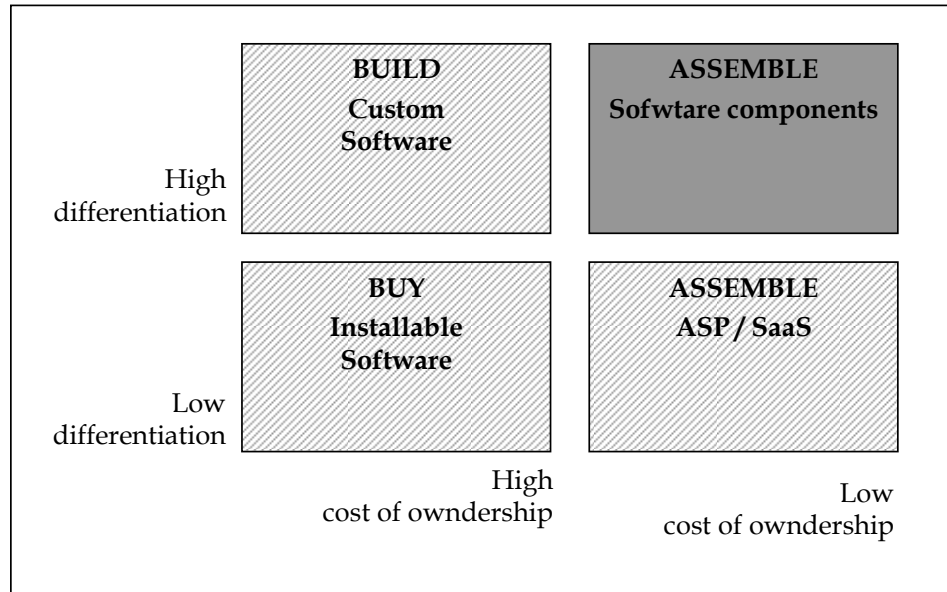 BUILD
Custom
Software
ASSEMBLE
Sofwtare components
High
differentiation
BUY
Installable
Software
ASSEMBLE
ASP / SaaS
Low
differentiation
High
cost of owndership
Low
cost of owndership